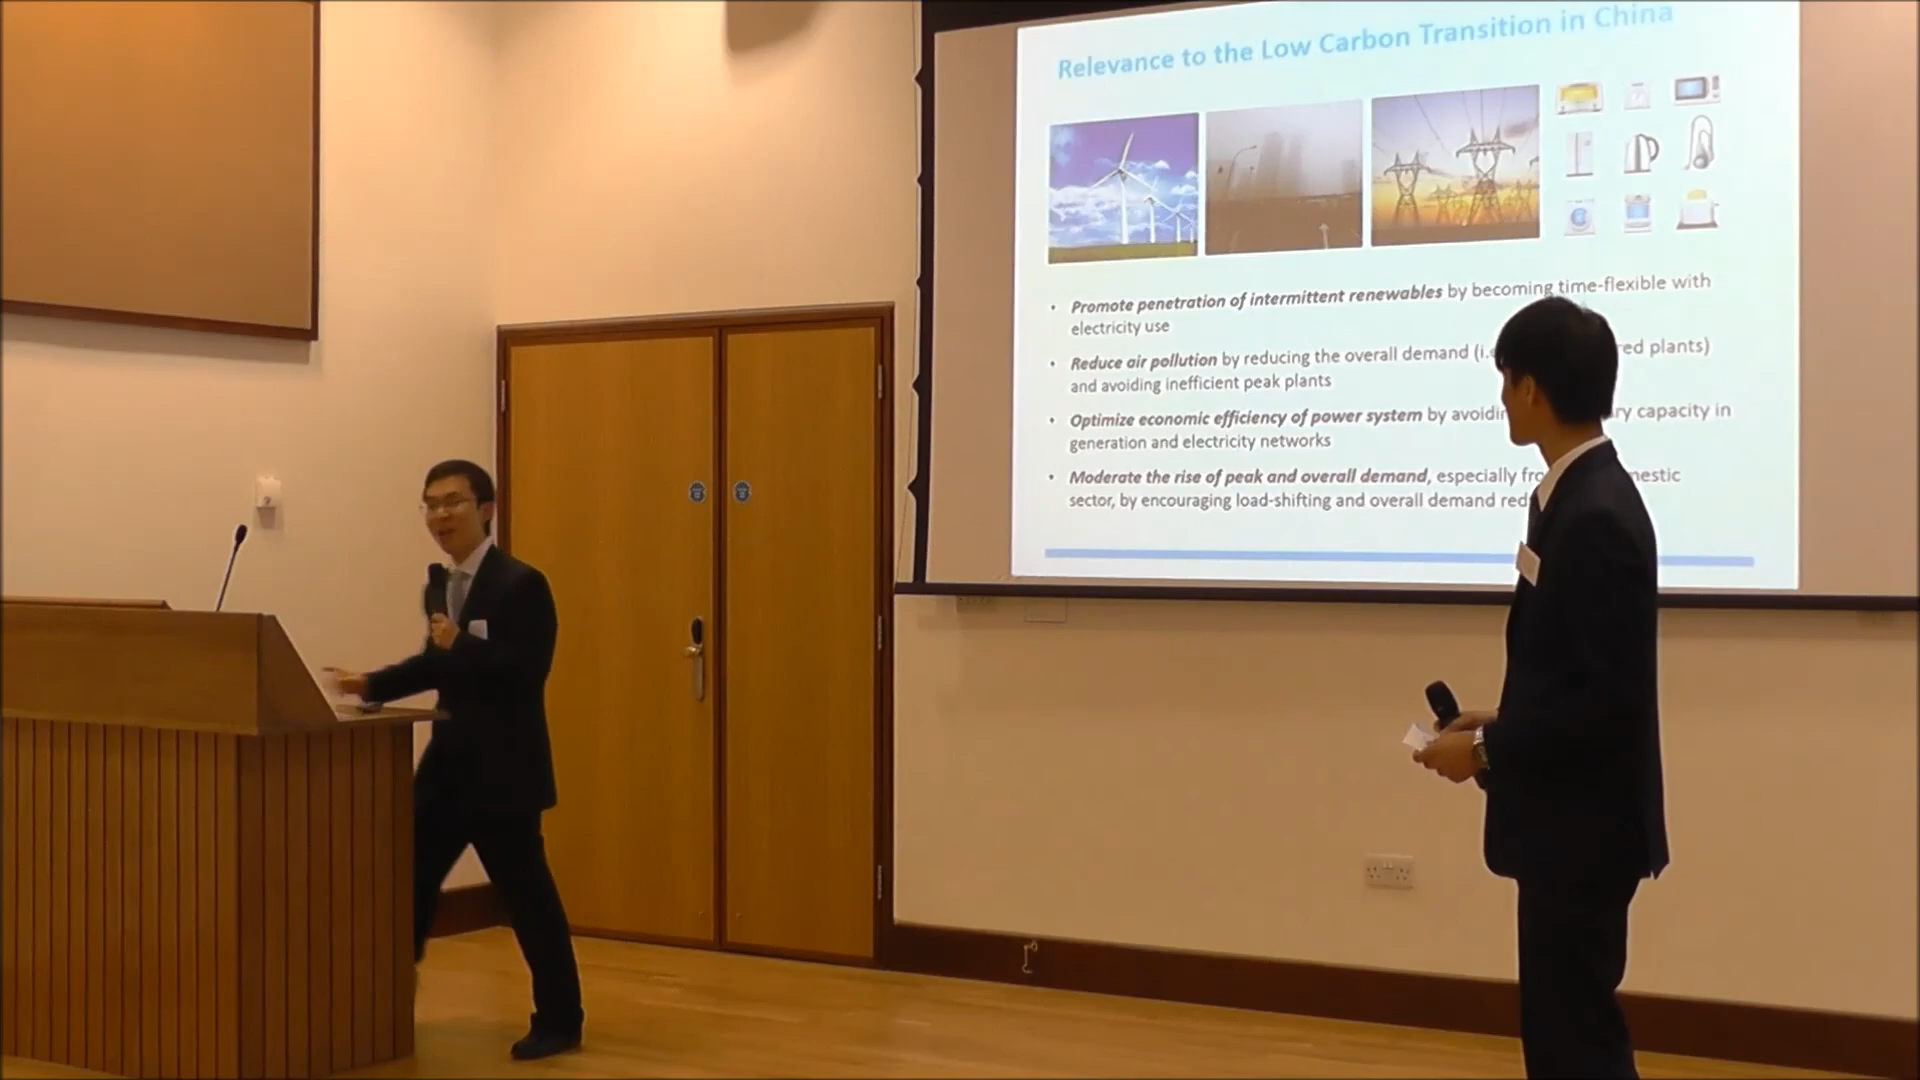 Relevance to the Low Carbon Transition in China
• Promote penetration of intermittent renewables by becoming time-flexible with
electricity use
• Reduce air pollution by reducing the overall demand (i. red plants)
and avoiding inefficient peak plants
• Optimize economic efficiency of power system by capacity in
generation and electricity networks
• Moderate the rise of peak and overall demand, especially
sector, by encouraging load-shifting and overall demand